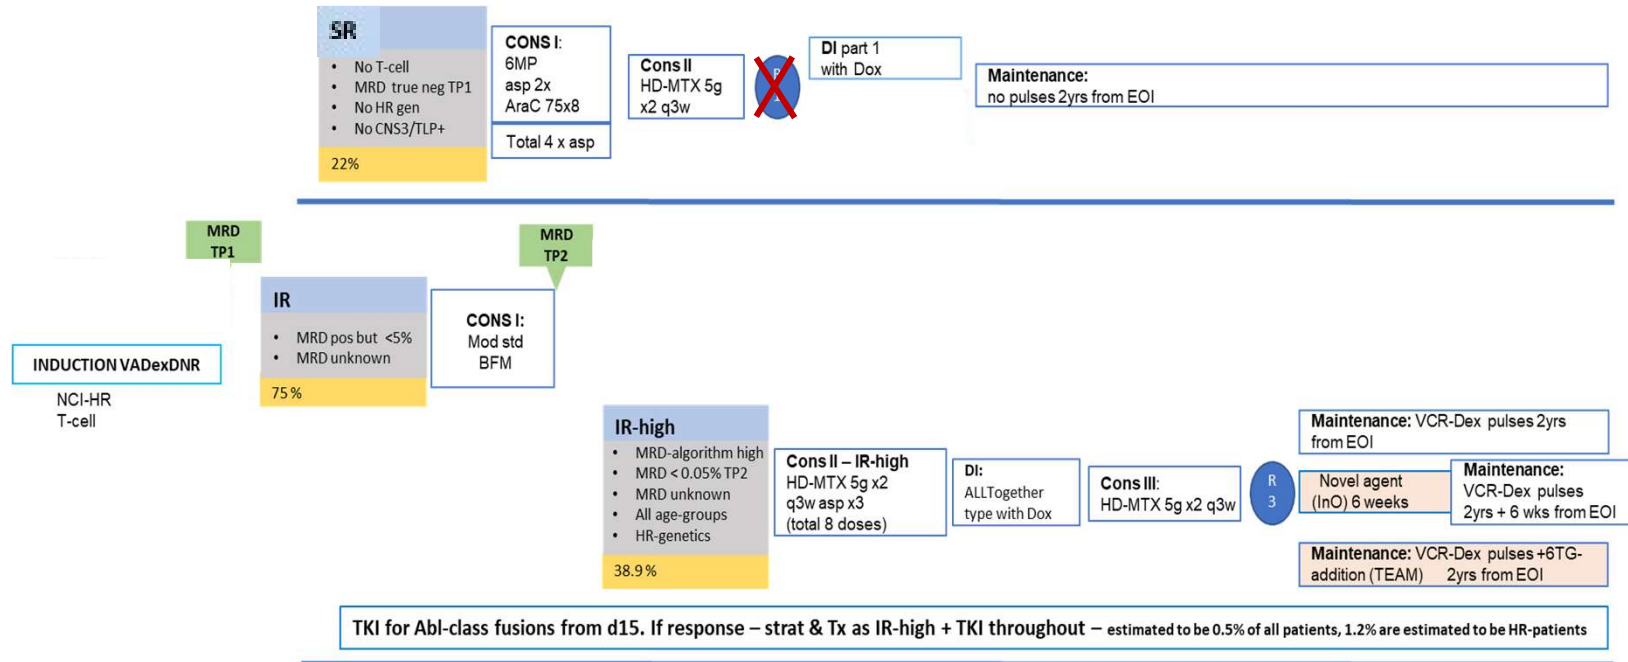 SR
• No T-cell
• MRD true neg TP1
• No HR gen
• No CNS3/TLP+
22%
CONS I:
6MP
asp 2x
AraC 75x8
Total 4 x asp
Cons II
HD-MTX 5g
x2 q3w
DI part 1
with Dox
Maintenance:
no pulses 2yrs from EOI
MRD
TP1
MRD
TP2
INDUCTION VADexDNR
NCI-HR
T-cell
IR
• MRD pos but <5%
• MRD unknown
75 %
CONS I:
Mod std
BFM
IR-high
• MRD-algorithm high
• MRD < 0.05% TP2
• MRD unknown
• All age-groups
• HR-genetics
38.9 %
Cons II – IR-high
HD-MTX 5g x2
q3w asp x3
(total 8 doses)
DI:
ALLTogether
type with Dox
Cons III:
HD-MTX 5g x2 q3w
R
3
Maintenance: VCR-Dex pulses 2yrs
from EOI
Novel agent
(InO) 6 weeks
Maintenance:
VCR-Dex pulses
2yrs + 6 wks from EOI
Maintenance: VCR-Dex pulses +6TG-
addition (TEAM) 2yrs from EOI
TKI for Abl-class fusions from d15. If response – strat & Tx as IR-high + TKI throughout – estimated to be 0.5% of all patients, 1.2% are estimated to be HR-patients